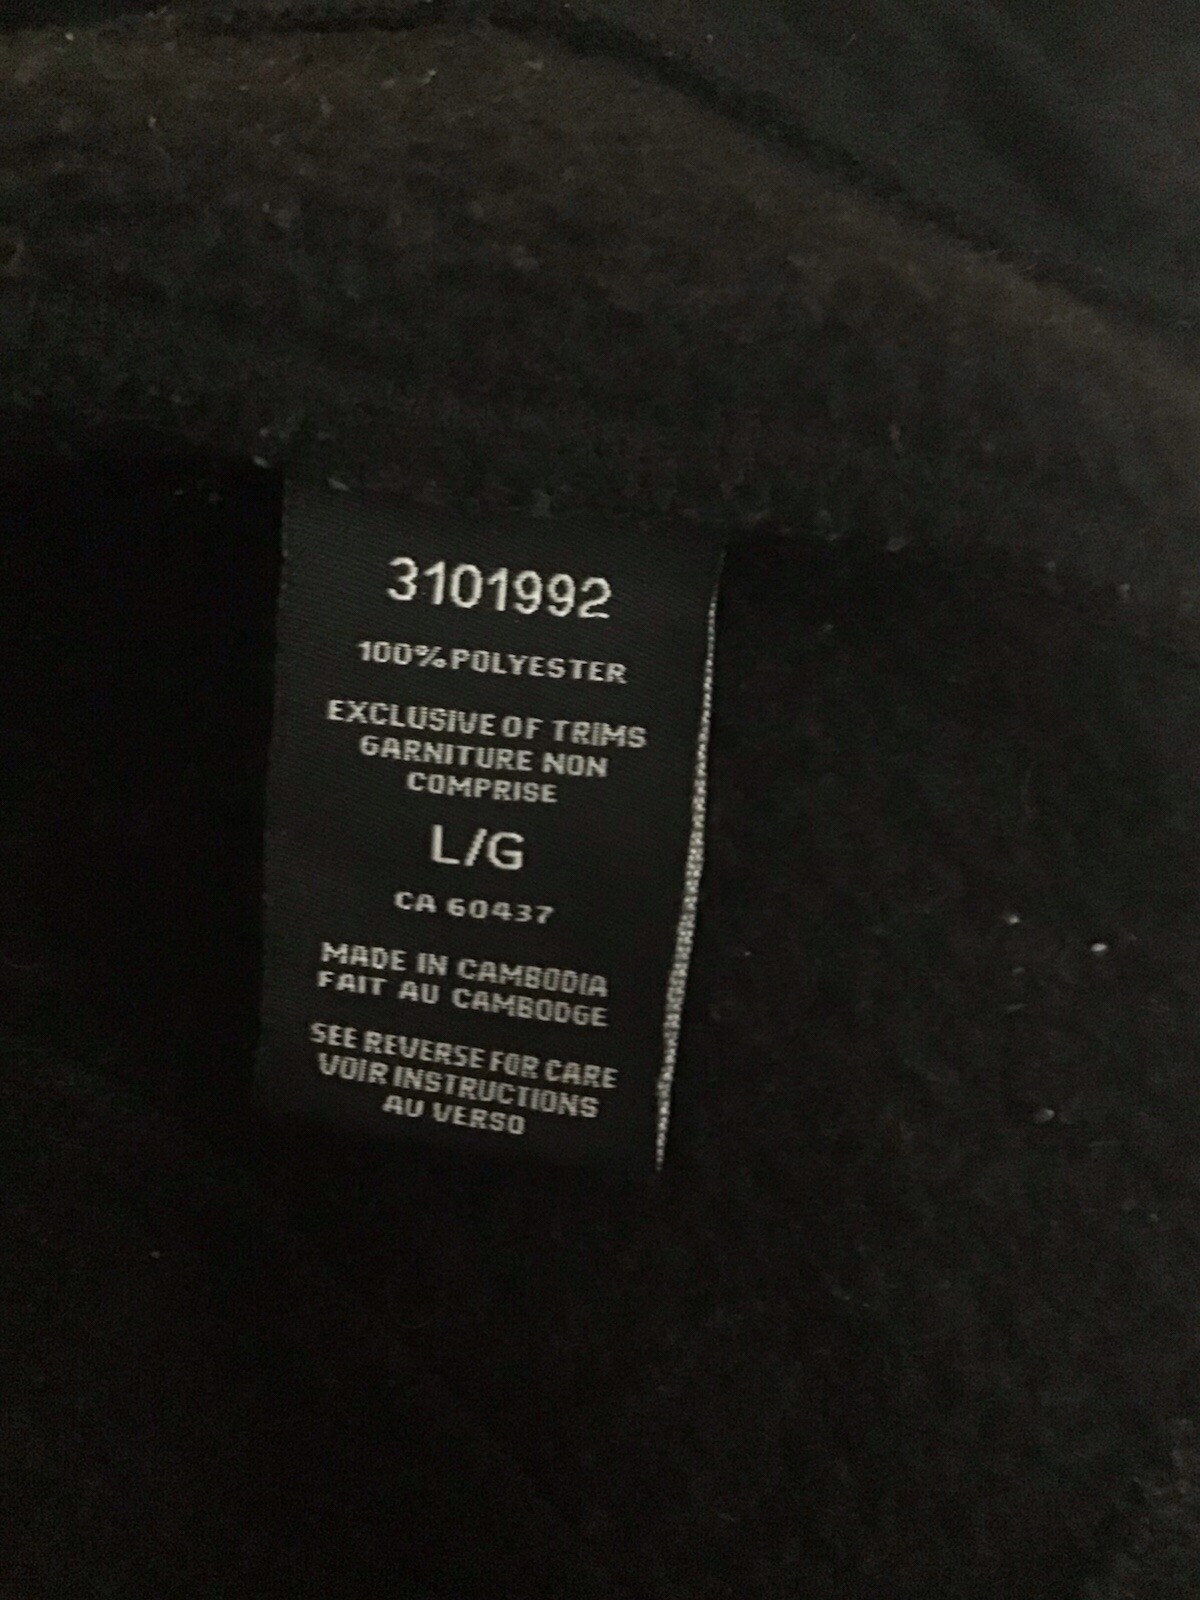 3101992
100%POLYESTER
EXCLUSIVE OF TRIMS
GARNITURE NON
COMPRISE
L/G
CA 60437
MADE IN CAMBODIA
FAIT AU CAMBODGE
SEE REVERSE FOR CARE
VOIR INSTRUCTIONS
AU VERSO